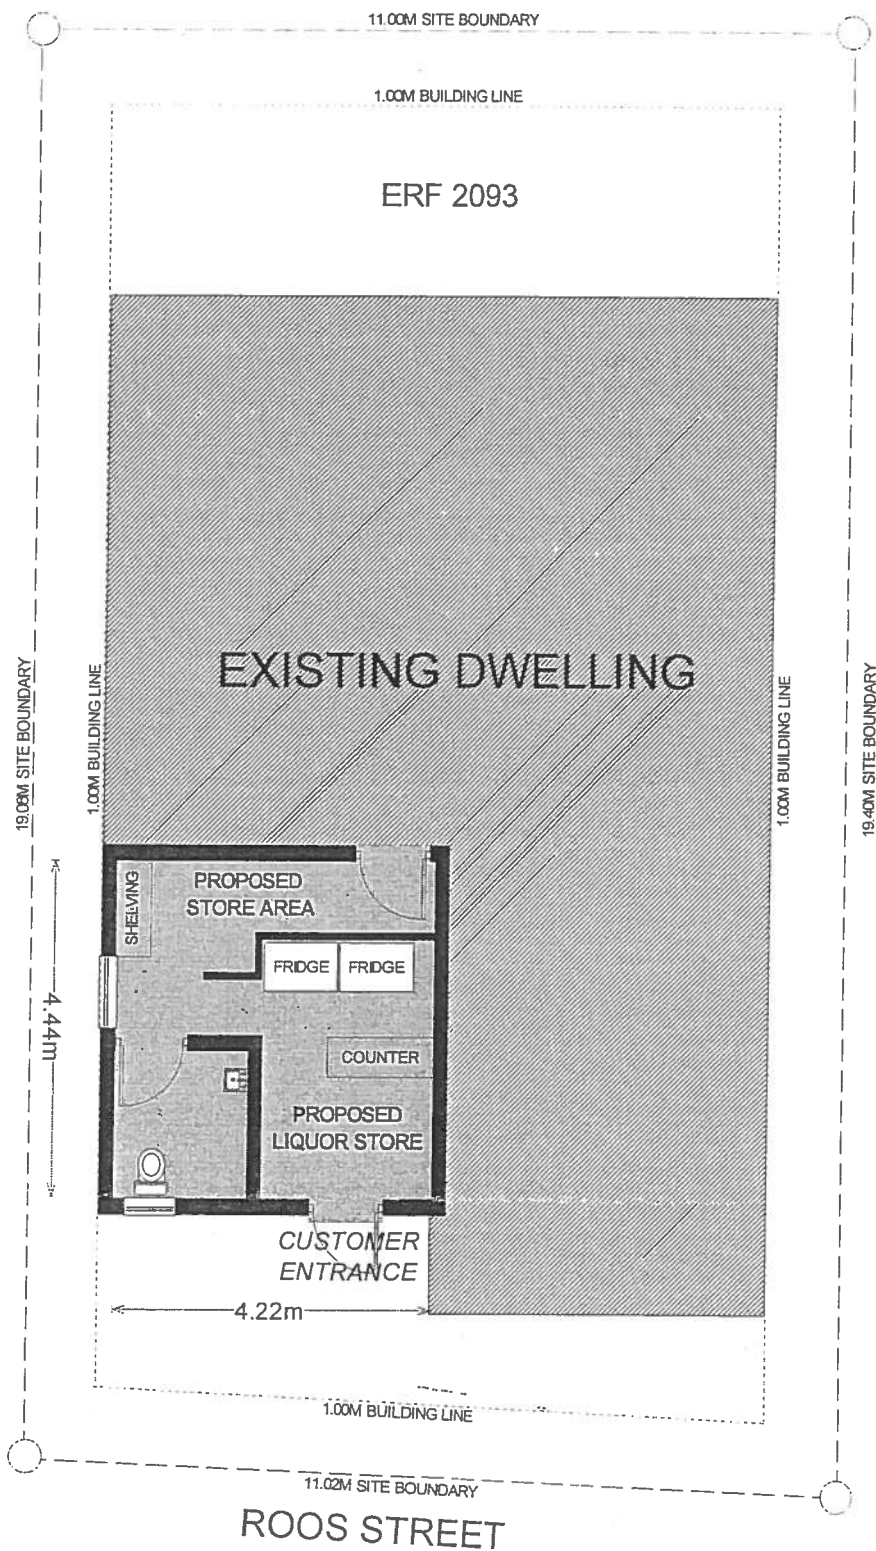 11.00M SITE BOUNDARY
1.00M BUILDING LINE
ERF 2093
EXISTING DWELLING
19.08M SITE BOUNDARY
1.00M BUILDING LINE
1.00M BUILDING LINE
19.40M SITE BOUNDARY
SHELVING
PROPOSED
STORE AREA
FRIDGE
FRIDGE
4.44m
COUNTER
PROPOSED
LIQUOR STORE
CUSTOMER
ENTRANCE
4.22m
1.00M BUILDING LINE
11.02M SITE BOUNDARY
ROOS STREET